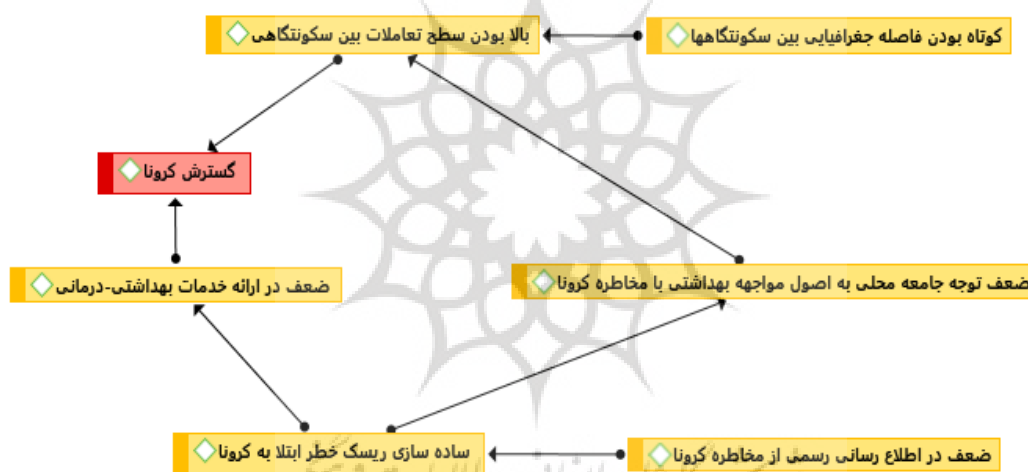 کوتاه بودن فاصله جغرافیایی بین سکونتگاهها
بالا بودن سطح تعاملات بین سکونتگاهی
گسترش کرونا
ضعف توجه جامعه محلی به اصول مواجهه بهداشتی با مخاطره کرونا
ضعف در ارائه خدمات بهداشتی-درمانی
ضعف در اطلاع رسانی رسمی از مخاطره کرونا
ساده سازی ریسک خطر ابتلا به کرونا